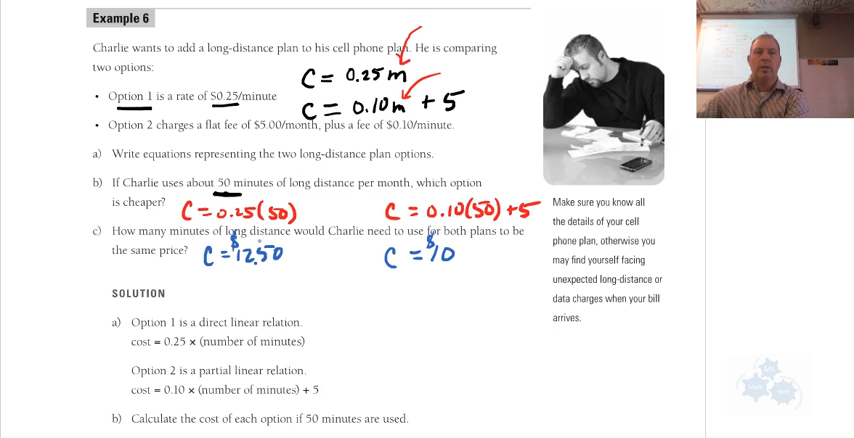 Example 6
Charlie wants to add a long-distance plan to his cell phone plan. He is comparing
two options:
C = 0.25m
• Option 1 is a rate of $0.25/minute
C = 0.10m + 5
• Option 2 charges a flat fee of $5.00/month, plus a fee of $0.10/minute.
a) Write equations representing the two long-distance plan options.
b) If Charlie uses about 50 minutes of long distance per month, which option
is cheaper?
C = 0.25(50)
C = 0.10(50)+5
c) How many minutes of long distance would Charlie need to use for both plans to be
the same price?
C = $12.50
C = $10
Make sure you know all
the details of your cell
phone plan, otherwise you
may find yourself facing
unexpected long-distance or
data charges when your bill
arrives.
SOLUTION
a) Option 1 is a direct linear relation.
cost = 0.25 × (number of minutes)
Option 2 is a partial linear relation.
cost = 0.10 × (number of minutes) + 5
b) Calculate the cost of each option if 50 minutes are used.